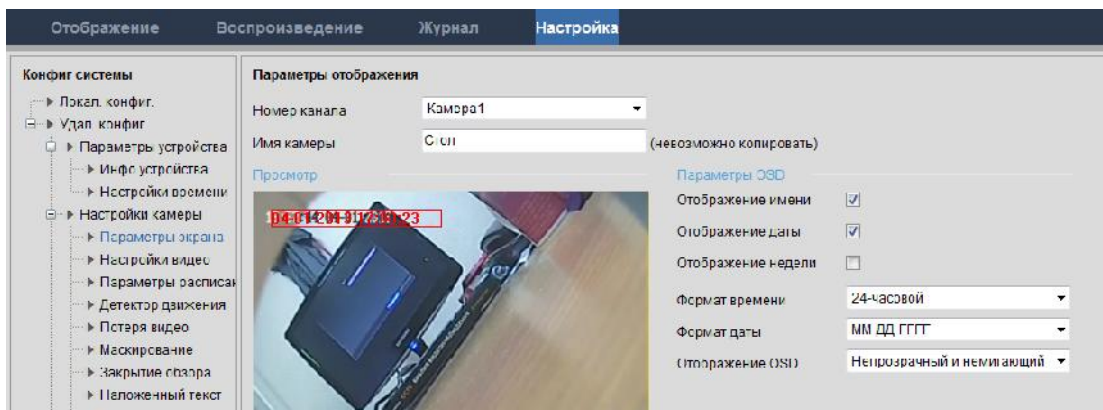 Отображение Воспроизведение Журнал Настройка
Конфиг системы
Локал. конфиг.
Удал. конфиг
Параметры устройства
Инфо устройства
Настройки времени
Настройки камеры
Параметры экрана
Настройки видео
Параметры расписан
Детектор движения
Потеря видео
Маскирование
Закрытие обзора
Наложенный текст
Параметры отображения
Номер канала Камера1
Имя камеры Стол (невозможно копировать)
Просмотр
Параметры OSD
Отображение имени
Отображение даты
Отображение недели
Формат времени 24-часовой
Формат даты ММ ДД ГГГГ
Отображение OSD Непрозрачный и немигающий